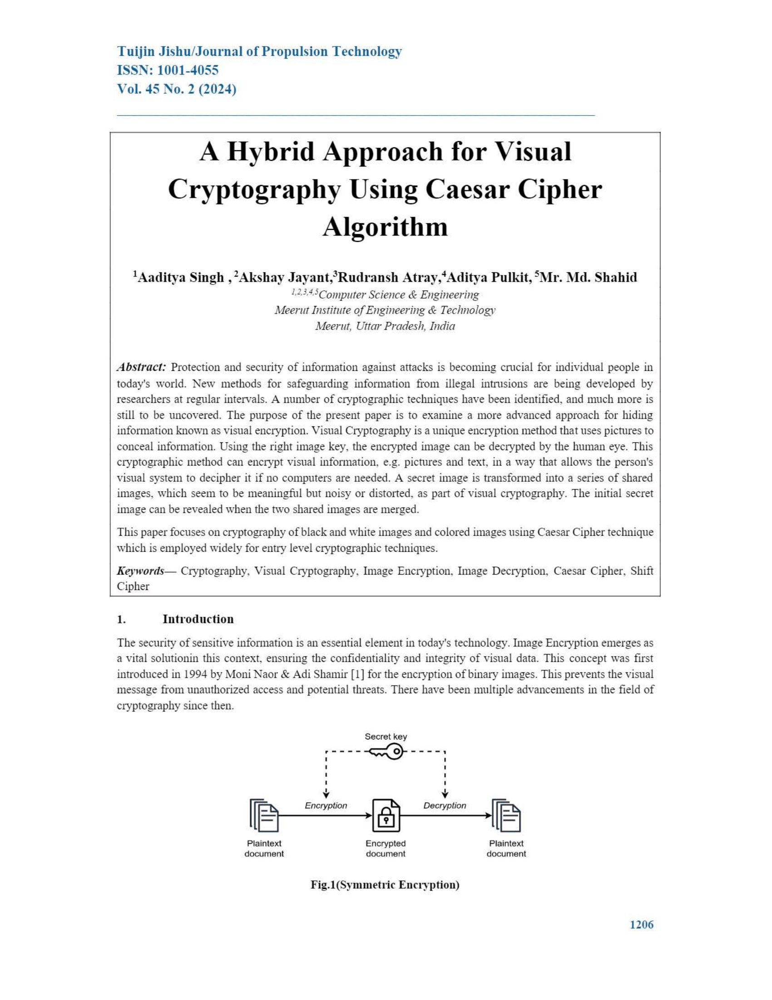 Tuijin Jishu/Journal of Propulsion Technology
ISSN: 1001-4055
Vol. 45 No. 2 (2024)
A Hybrid Approach for Visual
Cryptography Using Caesar Cipher
Algorithm
1Aaditya Singh , 2Akshay Jayant,3Rudransh Atray,4Aditya Pulkit, 5Mr. Md. Shahid
1,2,3,4,5Computer Science & Engineering
Meerut Institute of Engineering & Technology
Meerut, Uttar Pradesh, India
Abstract: Protection and security of information against attacks is becoming crucial for individual people in
today's world. New methods for safeguarding information from illegal intrusions are being developed by
researchers at regular intervals. A number of cryptographic techniques have been identified, and much more is
still to be uncovered. The purpose of the present paper is to examine a more advanced approach for hiding
information known as visual encryption. Visual Cryptography is a unique encryption method that uses pictures to
conceal information. Using the right image key, the encrypted image can be decrypted by the human eye. This
cryptographic method can encrypt visual information, e.g. pictures and text, in a way that allows the person's
visual system to decipher it if no computers are needed. A secret image is transformed into a series of shared
images, which seem to be meaningful but noisy or distorted, as part of visual cryptography. The initial secret
image can be revealed when the two shared images are merged.
This paper focuses on cryptography of black and white images and colored images using Caesar Cipher technique
which is employed widely for entry level cryptographic techniques.
Keywords— Cryptography, Visual Cryptography, Image Encryption, Image Decryption, Caesar Cipher, Shift
Cipher
1. Introduction
The security of sensitive information is an essential element in today's technology. Image Encryption emerges as
a vital solutionin this context, ensuring the confidentiality and integrity of visual data. This concept was first
introduced in 1994 by Moni Naor & Adi Shamir [1] for the encryption of binary images. This prevents the visual
message from unauthorized access and potential threats. There have been multiple advancements in the field of
cryptography since then.
Secret key
Encryption
Decryption
Plaintext
document
Encrypted
document
Plaintext
document
Fig.1(Symmetric Encryption)
1206